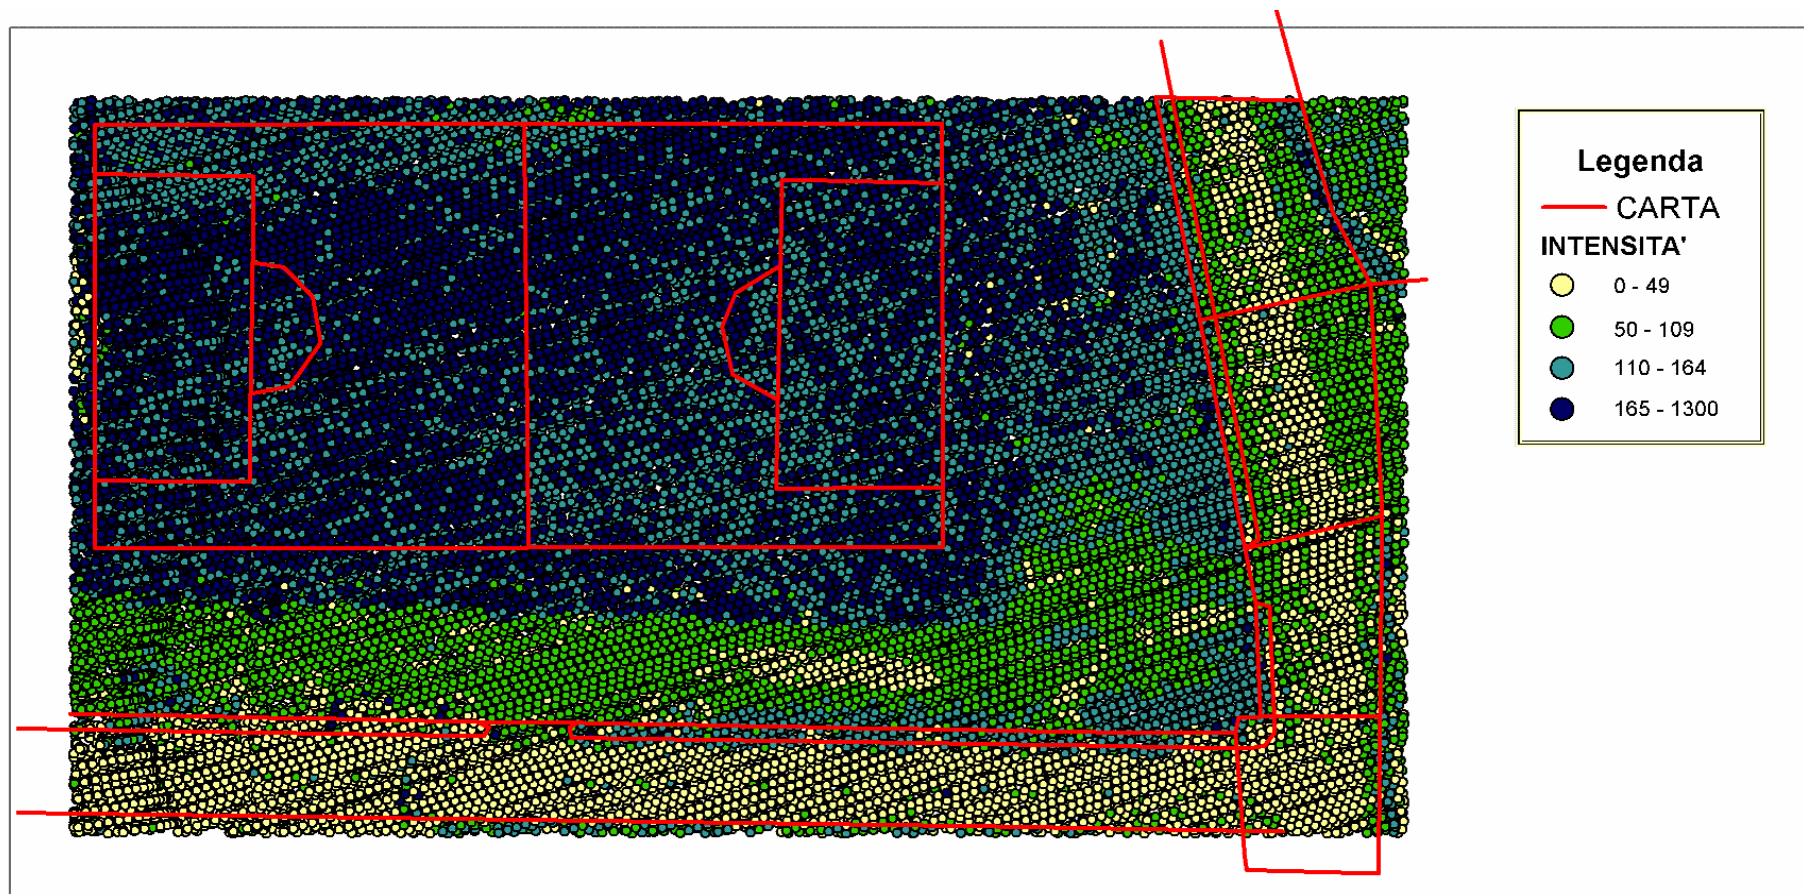 Legenda
CARTA
INTENSITA'
0 - 49
50 - 109
110 - 164
165 - 1300